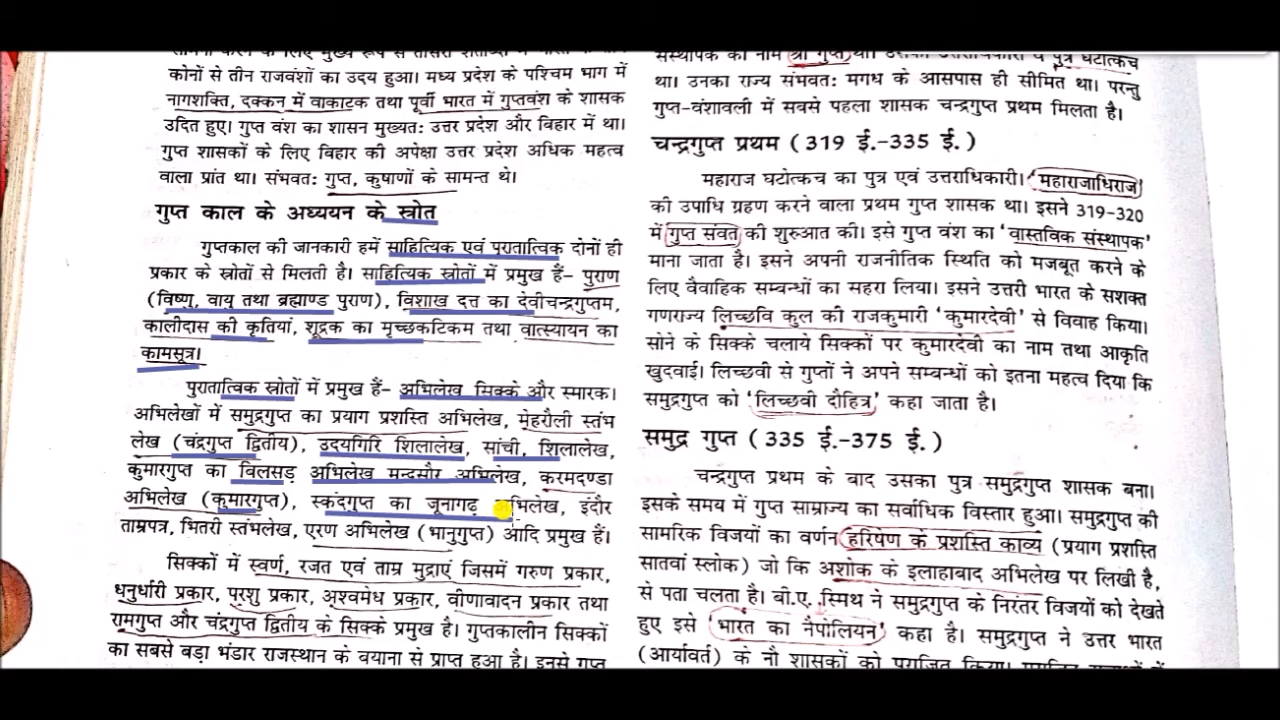 कोनों से तीन राजवंशों का उदय हुआ। मध्य प्रदेश के पश्चिम भाग में
नागशक्ति, दक्कन में वाकाटक तथा पूर्वी भारत में गुप्तवंश के शासक
उदित हुए। गुप्त वंश का शासन मुख्यत: उत्तर प्रदेश और बिहार में था।
गुप्त शासकों के लिए बिहार की अपेक्षा उत्तर प्रदेश अधिक महत्व
वाला प्रांत था। संभवत: गुप्त, कुषाणों के सामन्त थे।
गुप्त काल के अध्ययन के स्त्रोत
गुप्तकाल की जानकारी हमें साहित्यिक एवं पुरातात्विक दोनों ही
प्रकार के स्त्रोतों से मिलती है। साहित्यिक स्त्रोतों में प्रमुख हैं- पुराण
(विष्णु, वायु तथा ब्रह्माण्ड पुराण), विशाख दत्त का देवीचन्द्रगुप्तम,
कालीदास की कृतियां, शूद्रक का मृच्छकटिकम तथा वात्स्यायन का
कामसूत्र।
पुरातात्विक स्त्रोतों में प्रमुख हैं- अभिलेख सिक्के और स्मारक।
अभिलेखों में समुद्रगुप्त का प्रयाग प्रशस्ति अभिलेख, मेहरौली स्तंभ
लेख (चंद्रगुप्त द्वितीय), उदयगिरि शिलालेख, सांची, शिलालेख,
कुमारगुप्त का बिलसड़ अभिलेख मन्दसौर अभिलेख, करमदण्डा
अभिलेख (कुमारगुप्त), स्कंदगुप्त का जूनागढ़ अभिलेख, इंदौर
ताम्रपत्र, भितरी स्तंभलेख, एरण अभिलेख (भानुगुप्त) आदि प्रमुख हैं।
सिक्कों में स्वर्ण, रजत एवं ताम्र मुद्राएं जिसमें गरुण प्रकार,
धनुर्धारी प्रकार, परशु प्रकार, अश्वमेध प्रकार, वीणावादन प्रकार तथा
रामगुप्त और चंद्रगुप्त द्वितीय के सिक्के प्रमुख है। गुप्तकालीन सिक्कों
का सबसे बड़ा भंडार राजस्थान के बयाना से प्राप्त हुआ है। इनसे गुप्त
संस्थापक का नाम श्री गुप्त था। उसका उत्तराधिकारी व पुत्र घटोत्कच
था। उनका राज्य संभवत: मगध के आसपास ही सीमित था। परन्तु
गुप्त-वंशावली में सबसे पहला शासक चन्द्रगुप्त प्रथम मिलता है।
चन्द्रगुप्त प्रथम (319 ई.-335 ई.)
महाराज घटोत्कच का पुत्र एवं उत्तराधिकारी। 'महाराजाधिराज'
की उपाधि ग्रहण करने वाला प्रथम गुप्त शासक था। इसने 319-320
में गुप्त संवत की शुरुआत की। इसे गुप्त वंश का 'वास्तविक संस्थापक'
माना जाता है। इसने अपनी राजनीतिक स्थिति को मजबूत करने के
लिए वैवाहिक सम्बन्धों का सहरा लिया। इसने उत्तरी भारत के सशक्त
गणराज्य लिच्छवि कुल की राजकुमारी 'कुमारदेवी' से विवाह किया।
सोने के सिक्के चलाये सिक्कों पर कुमारदेवी का नाम तथा आकृति
खुदवाई। लिच्छवी से गुप्तों ने अपने सम्बन्धों को इतना महत्व दिया कि
समुद्रगुप्त को 'लिच्छवी दौहित्र' कहा जाता है।
समुद्र गुप्त (335 ई.-375 ई.)
चन्द्रगुप्त प्रथम के बाद उसका पुत्र समुद्रगुप्त शासक बना।
इसके समय में गुप्त साम्राज्य का सर्वाधिक विस्तार हुआ। समुद्रगुप्त की
सामरिक विजयों का वर्णन हरिषेण के प्रशस्ति काव्य (प्रयाग प्रशस्ति
सातवां स्लोक) जो कि अशोक के इलाहाबाद अभिलेख पर लिखी है,
से पता चलता है। वी.ए. स्मिथ ने समुद्रगुप्त के निरंतर विजयों को देखते
हुए इसे 'भारत का नैपोलियन' कहा है। समुद्रगुप्त ने उत्तर भारत
(आर्यावर्त) के नौ शासकों को पराजित किया।